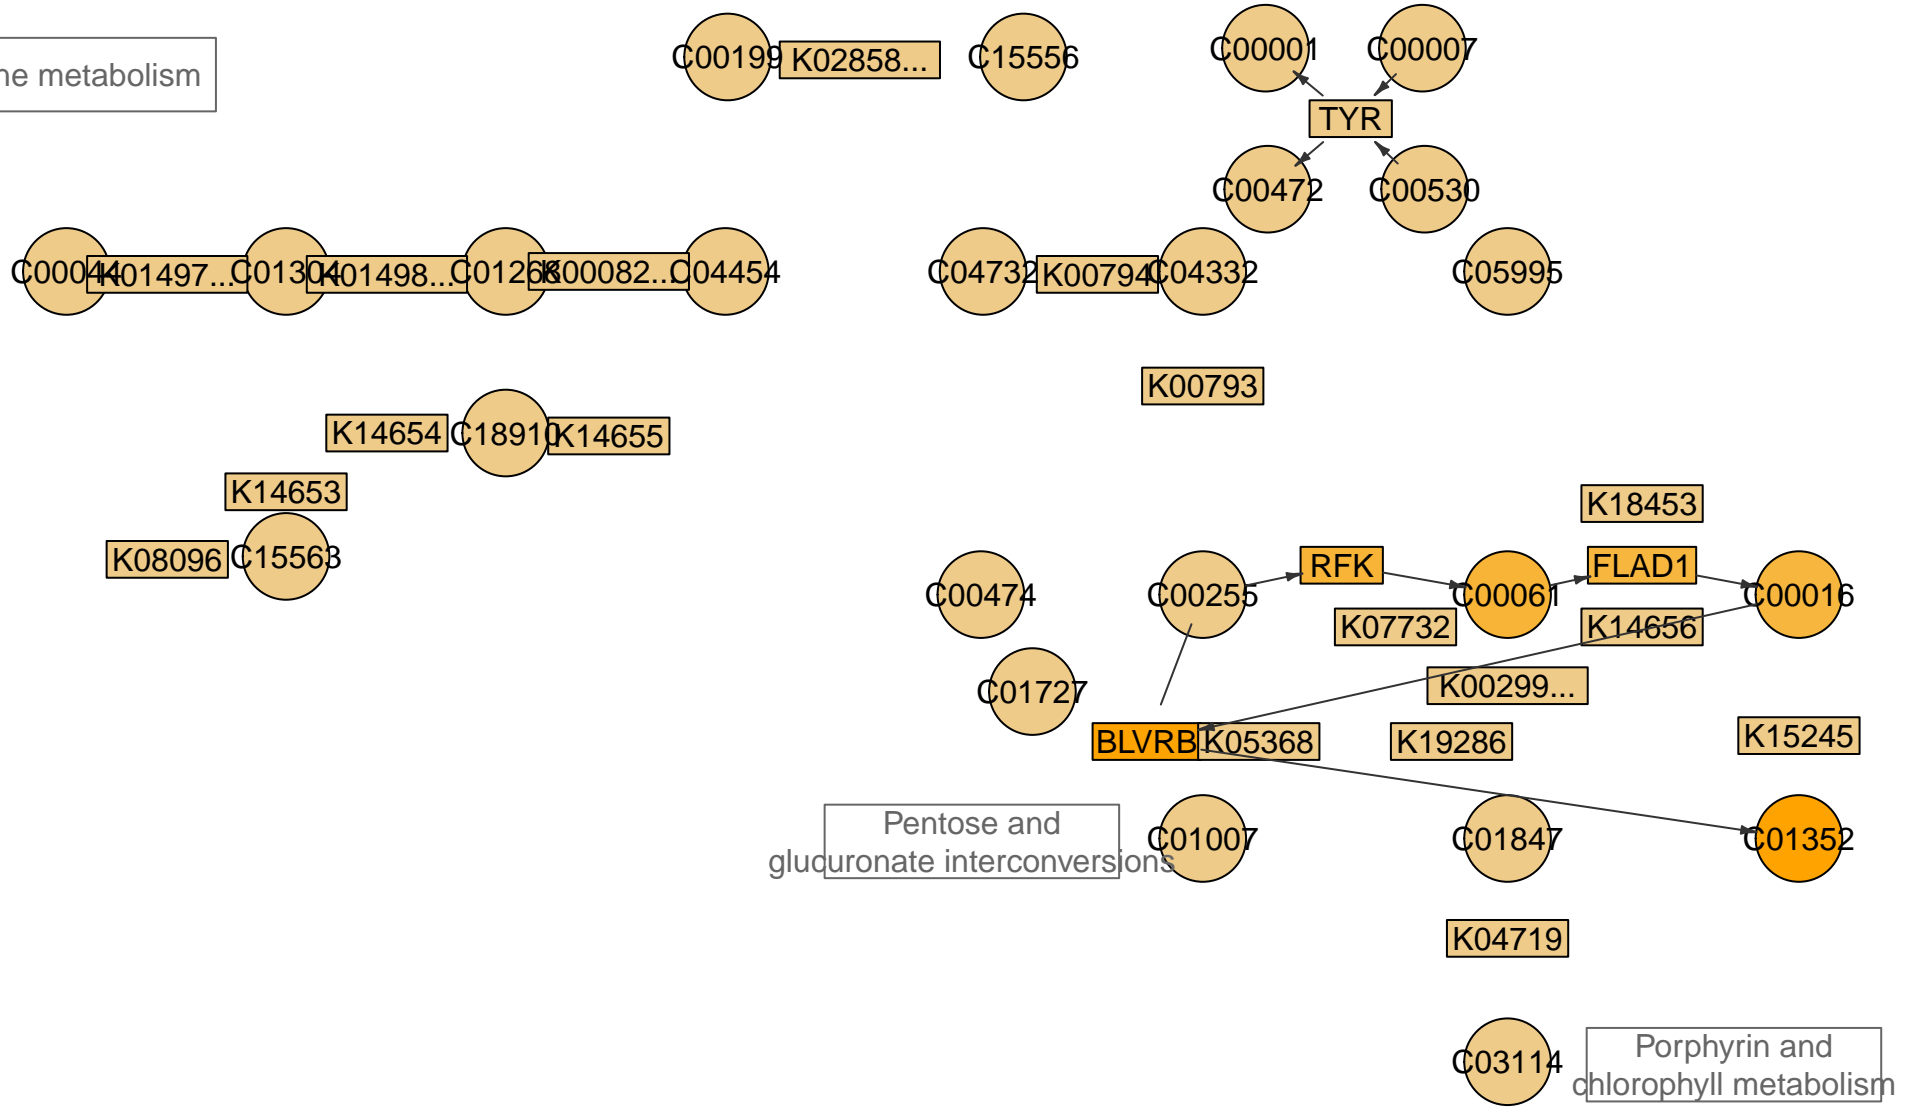 C00199
K02858...
C15556
C00001
C00007
ne metabolism
TYR
C00472
C00530
C00044
K01497...
C01304
K01498...
C01268
K00082...
C04454
C04732
K00794
C04332
C05995
K00793
K14654
C18910
K14655
K14653
K08096
C15563
K18453
RFK
FLAD1
C00474
C00255
C00061
C00016
K07732
K14656
C01727
K00299...
BLVRB
K05368
K19286
K15245
Pentose and
glucuronate interconversions
C01007
C01847
C01352
K04719
C03114
Porphyrin and
chlorophyll metabolism